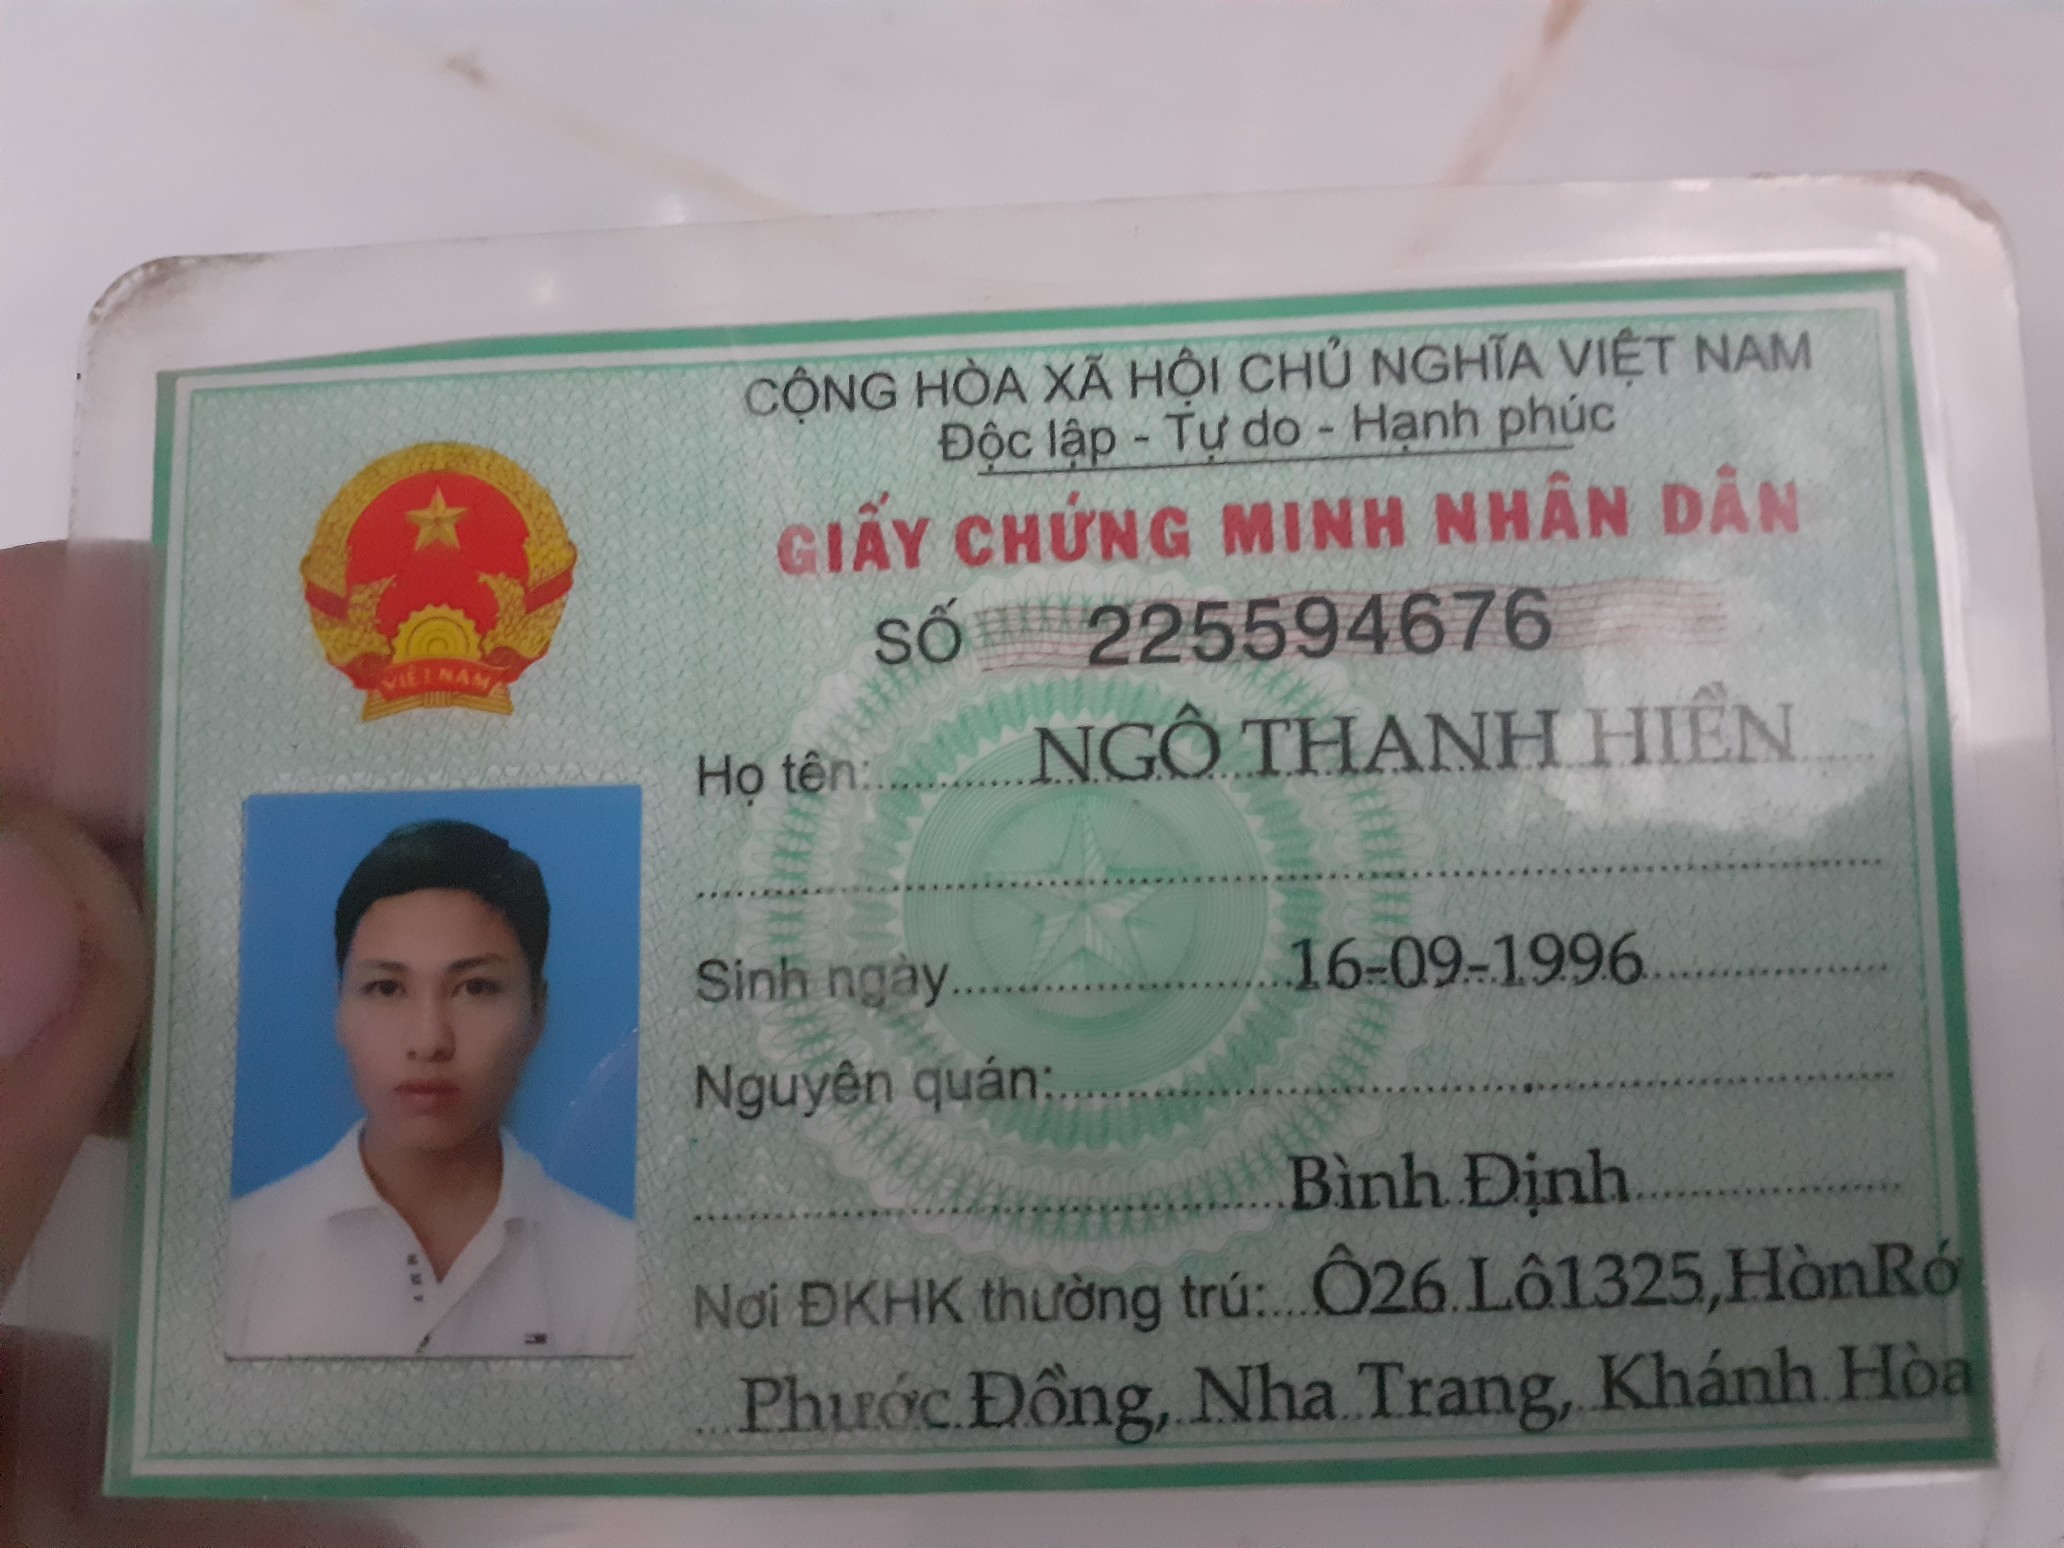 CỘNG HÒA XÃ HỘI CHỦ NGHĨA VIỆT NAM
Độc lập - Tự do - Hạnh phúc
GIẤY CHỨNG MINH NHÂN DÂN
SỐ 225594676
VIỆT NAM
Họ tên: NGÔ THANH HIỀN
Sinh ngày 16-09-1996
Nguyên quán:
Bình Định
Nơi ĐKHK thường trú: Ô26 Lô1325,HònRớ
Phước Đồng, Nha Trang, Khánh Hòa